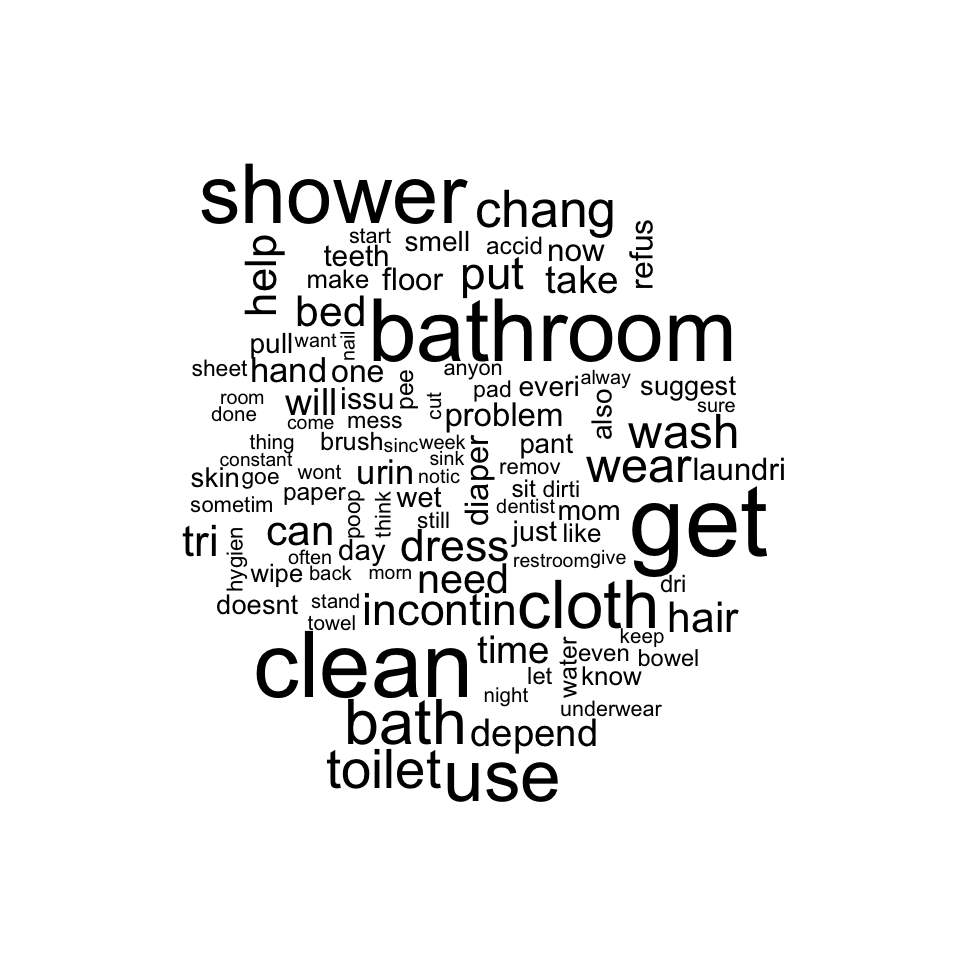 shower chang
help start smell accid now refus
teeth
make floor put take
bed bathroom
pull want nail
sheet hand one anyon
pee pad everi alway suggest
room will issu cut also sure
done come mess problem
thing brush sinc week pant wash
constant sink diaper wear laundri
skin goe wont urin notic remov
paper wet sit dirti get
sometim poop think dentist mom
tri can still just like
hygien often day dress restroom give
wipe back morn need dri
doesnt stand incontin cloth hair
towel
clean time water even keep
let know bowel
night underwear
bath depend
toilet use